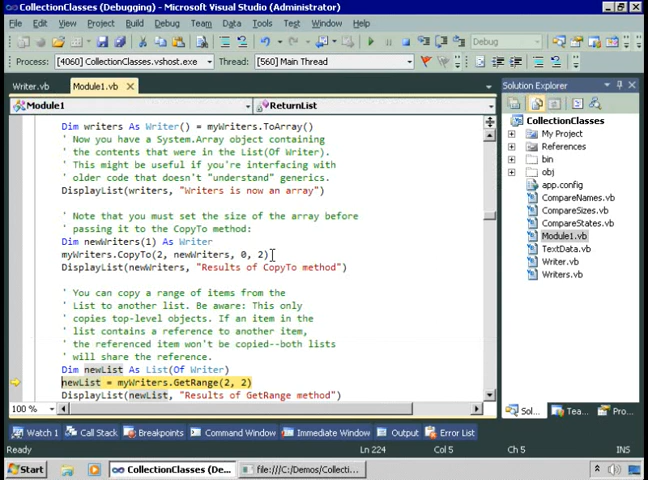 CollectionClasses (Debugging) - Microsoft Visual Studio (Administrator)
File Edit View Project Build Debug Team Data Tools Test Window Help
Debug
Process: [4060] CollectionClasses.vshost.exe Thread: [560] Main Thread
Writer.vb Module1.vb
Module1 ReturnList
Dim writers As Writer() = myWriters.ToArray()
' Now you have a System.Array object containing
' the contents that were in the List(Of Writer).
' This might be useful if you're interfacing with
' older code that doesn't "understand" generics.
DisplayList(writers, "Writers is now an array")
' Note that you must set the size of the array before
' passing it to the CopyTo method:
Dim newWriters(1) As Writer
myWriters.CopyTo(2, newWriters, 0, 2)
DisplayList(newWriters, "Results of CopyTo method")
' You can copy a range of items from the
' List to another list. Be aware: This only
' copies top-level objects. If an item in the
' list contains a reference to another item,
' the referenced item won't be copied--both lists
' will share the reference.
Dim newList As List(Of Writer)
newList = myWriters.GetRange(2, 2)
DisplayList(newList, "Results of GetRange method")
100 %
Solution Explorer
CollectionClasses
My Project
References
bin
obj
app.config
CompareNames.vb
CompareSizes.vb
CompareStates.vb
Module1.vb
TextData.vb
Writer.vb
Writers.vb
Sol... Tea... Pro...
Watch 1 Call Stack Breakpoints Command Window Immediate Window Output Error List
Ready Ln 224 Col 5 Ch 5 INS
Start CollectionClasses (De... file:///C:/Demos/Collecti...